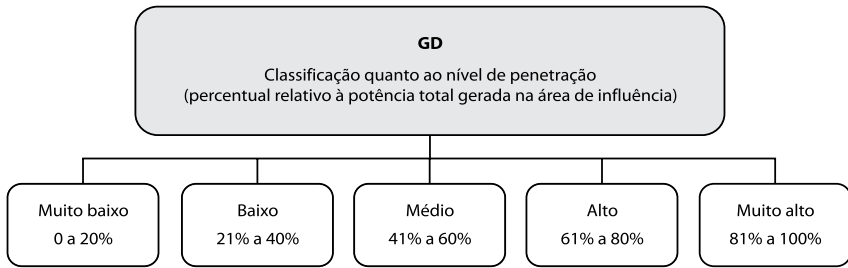 GD
Classificação quanto ao nível de penetração
(percentual relativo à potência total gerada na área de influência)
Muito baixo
0 a 20%
Baixo
21% a 40%
Médio
41% a 60%
Alto
61% a 80%
Muito alto
81% a 100%